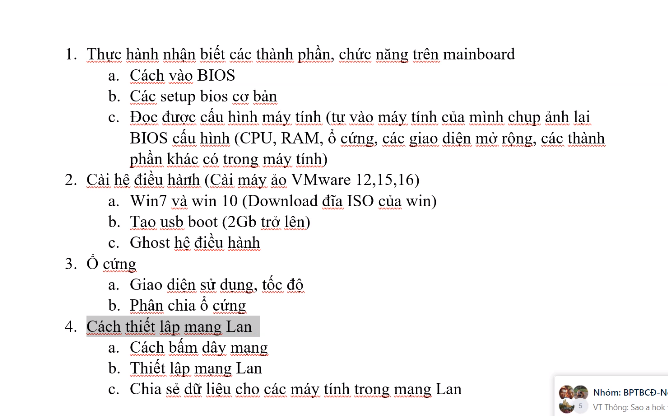 1. Thực hành nhận biết các thành phần, chức năng trên mainboard
a. Cách vào BIOS
b. Các setup bios cơ bản
c. Đọc được cấu hình máy tính (tự vào máy tính của mình chụp ảnh lại
BIOS cấu hình (CPU, RAM, ổ cứng, các giao diện mở rộng, các thành
phần khác có trong máy tính)
2. Cài hệ điều hành (Cài máy ảo VMware 12,15,16)
a. Win7 và win 10 (Download đĩa ISO của win)
b. Tạo usb boot (2Gb trở lên)
c. Ghost hệ điều hành
3. Ổ cứng
a. Giao diện sử dụng, tốc độ
b. Phân chia ổ cứng
4. Cách thiết lập mạng Lan
a. Cách bấm dây mạng
b. Thiết lập mạng Lan
c. Chia sẻ dữ liệu cho các máy tính trong mạng Lan
Nhóm: BPTBCĐ-N
5 VT Thông: Sao a hok